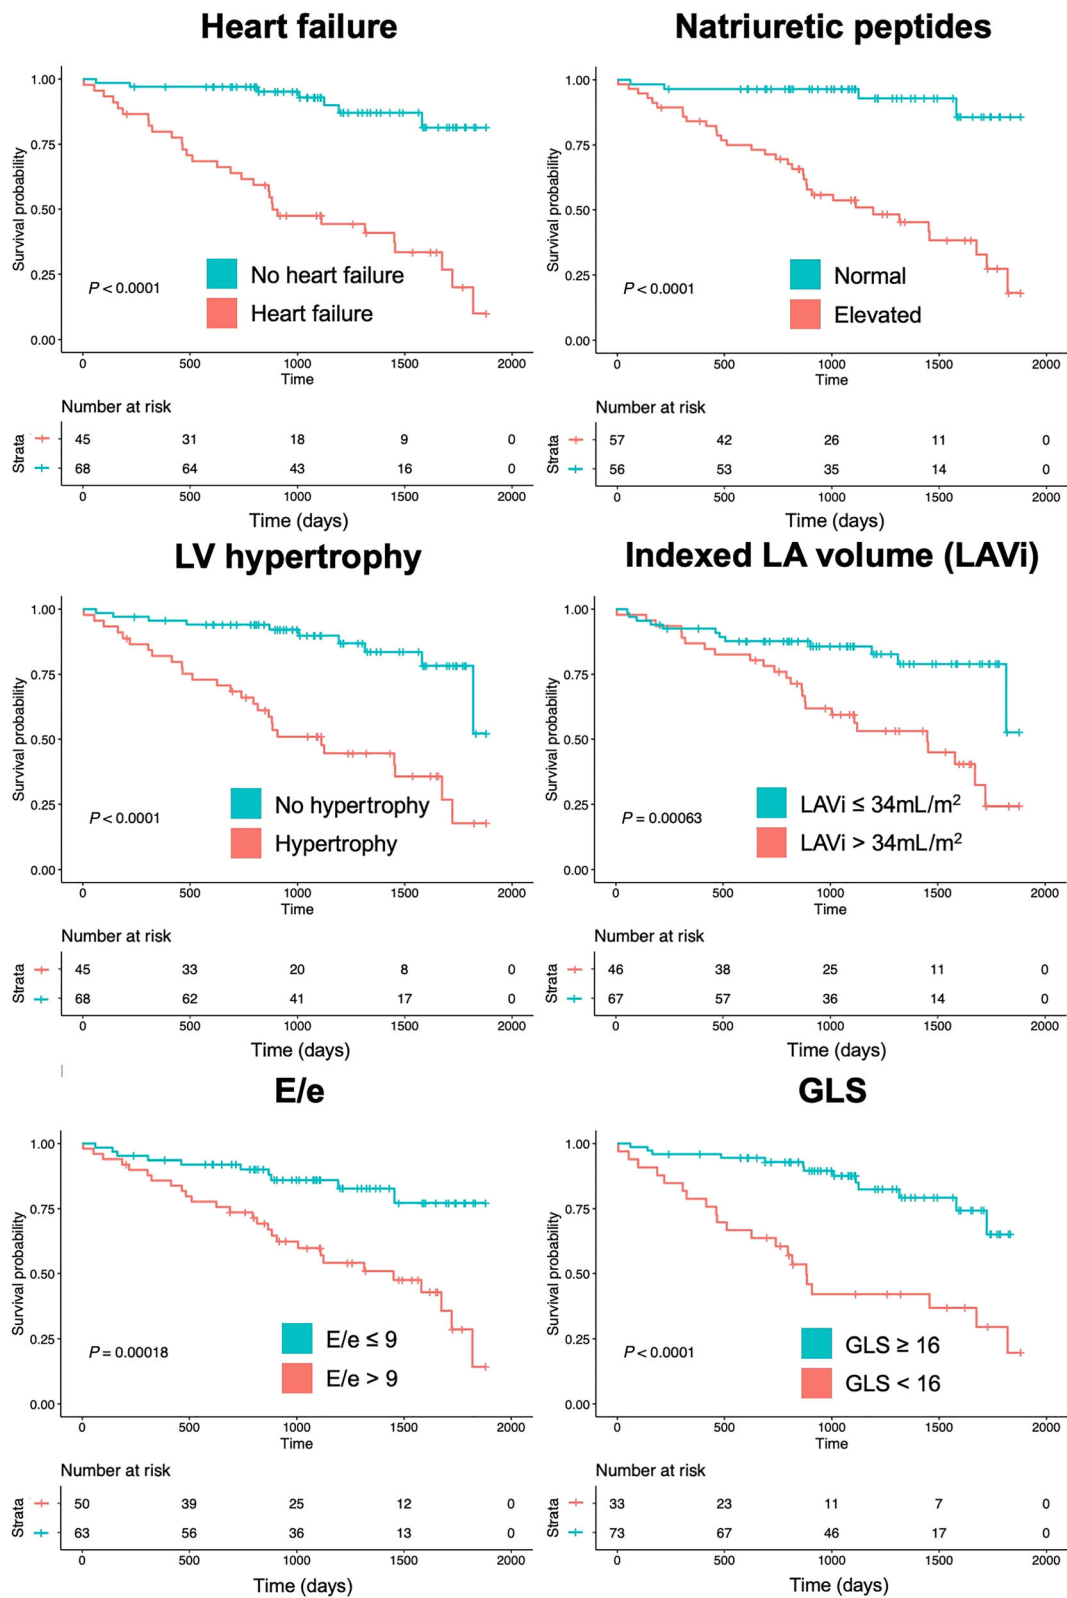 Heart failure
Survival probability
1.00
0.75
0.50
0.25
0.00
P < 0.0001
No heart failure
Heart failure
0 500 1000 1500 2000
Time
Number at risk
Strata
45 31 18 9 0
68 64 43 16 0
0 500 1000 1500 2000
Time (days)
Natriuretic peptides
Survival probability
1.00
0.75
0.50
0.25
0.00
P < 0.0001
Normal
Elevated
0 500 1000 1500 2000
Time
Number at risk
Strata
57 42 26 11 0
56 53 35 14 0
0 500 1000 1500 2000
Time (days)
LV hypertrophy
Survival probability
1.00
0.75
0.50
0.25
0.00
P < 0.0001
No hypertrophy
Hypertrophy
0 500 1000 1500 2000
Time
Number at risk
Strata
45 33 20 8 0
68 62 41 17 0
0 500 1000 1500 2000
Time (days)
Indexed LA volume (LAVi)
Survival probability
1.00
0.75
0.50
0.25
0.00
P = 0.00063
LAVi ≤ 34mL/m²
LAVi > 34mL/m²
0 500 1000 1500 2000
Time
Number at risk
Strata
46 38 25 11 0
67 57 36 14 0
0 500 1000 1500 2000
Time (days)
E/e
Survival probability
1.00
0.75
0.50
0.25
0.00
P = 0.00018
E/e ≤ 9
E/e > 9
0 500 1000 1500 2000
Time
Number at risk
Strata
50 39 25 12 0
63 56 36 13 0
0 500 1000 1500 2000
Time (days)
GLS
Survival probability
1.00
0.75
0.50
0.25
0.00
P < 0.0001
GLS ≥ 16
GLS < 16
0 500 1000 1500 2000
Time
Number at risk
Strata
33 23 11 7 0
73 67 46 17 0
0 500 1000 1500 2000
Time (days)